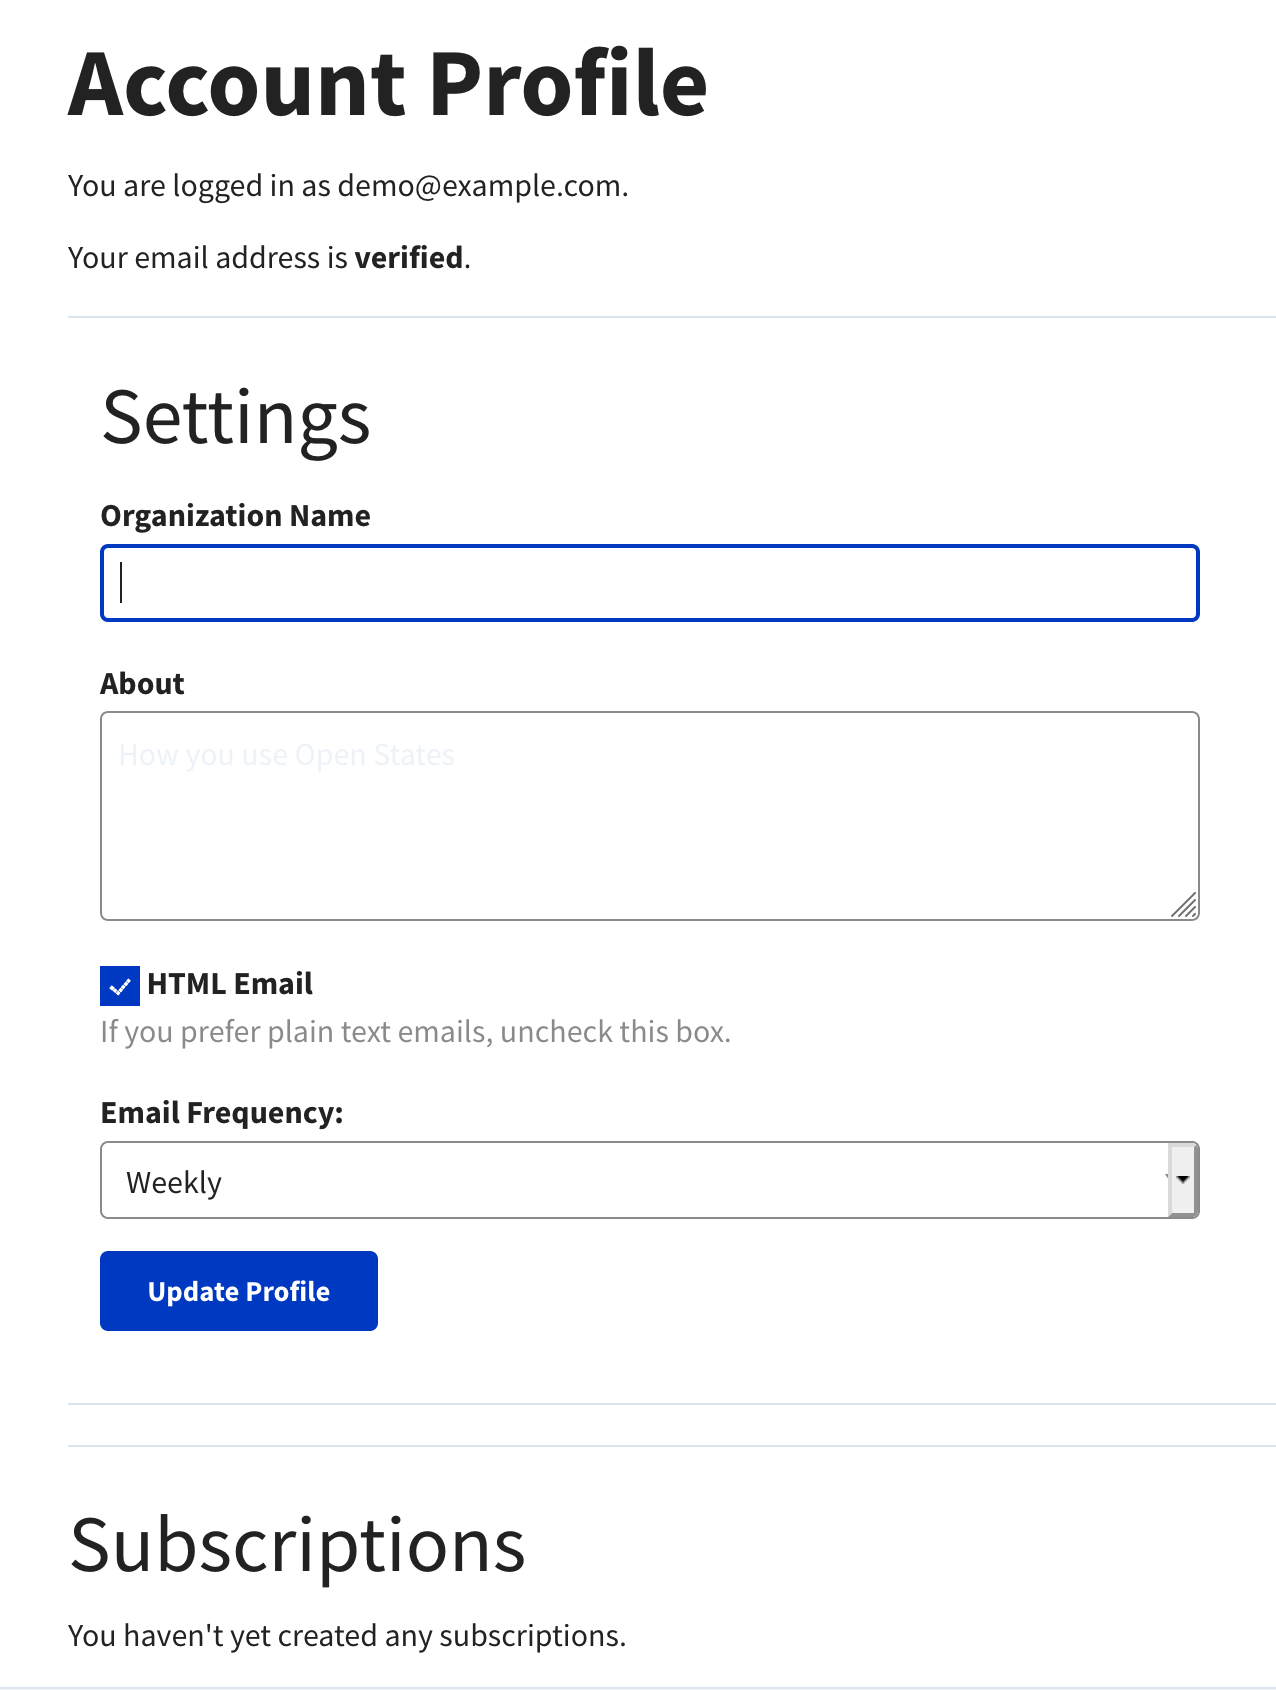 Account Profile
You are logged in as demo@example.com.
Your email address is verified.
Settings
Organization Name
About
How you use Open States
HTML Email
If you prefer plain text emails, uncheck this box.
Email Frequency:
Weekly
Update Profile
Subscriptions
You haven't yet created any subscriptions.